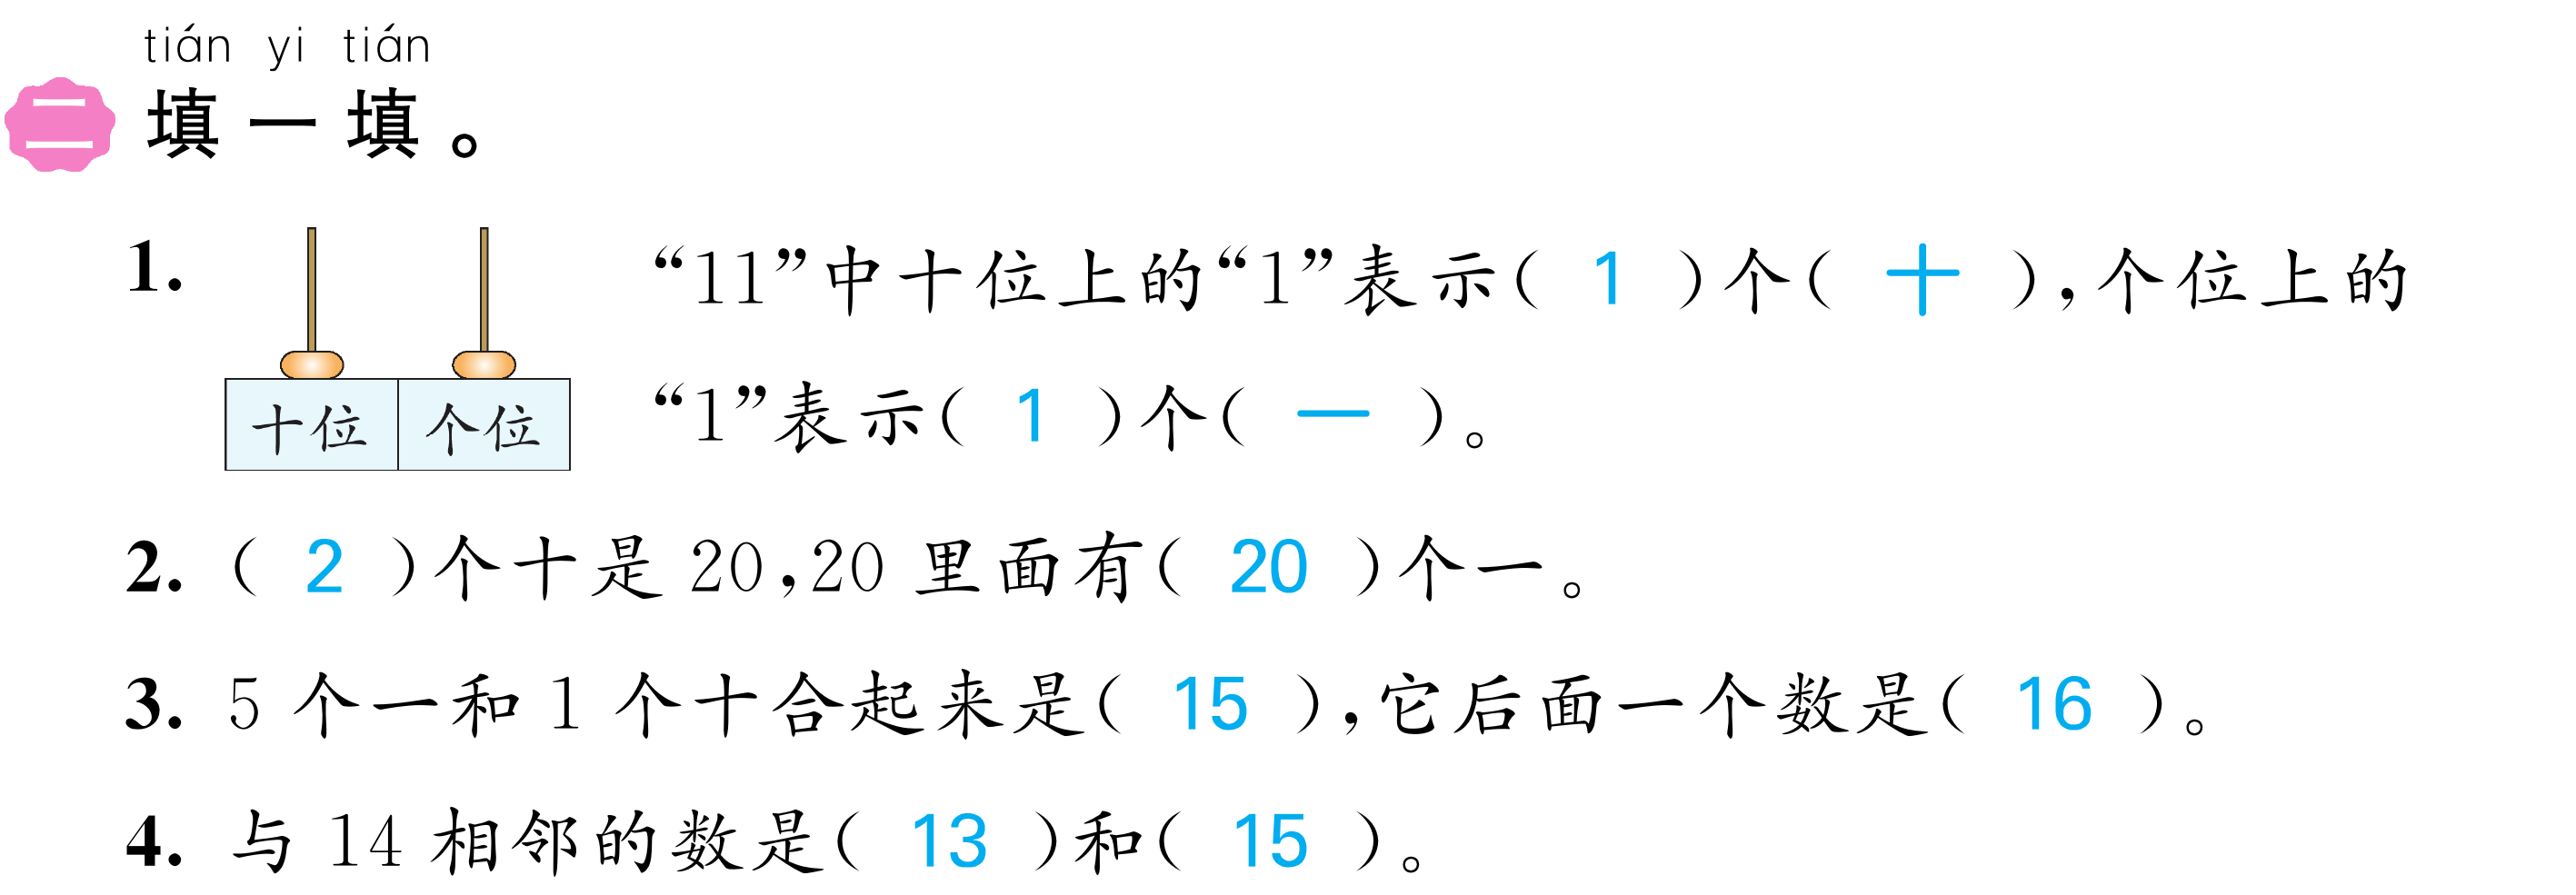 tián yi tián
二 填一填。
1. “11”中十位上的“1”表示( 1 )个( 十 ),个位上的
十位 个位
“1”表示( 1 )个( 一 )。
2. ( 2 )个十是 20,20 里面有( 20 )个一。
3. 5 个一和 1 个十合起来是( 15 ),它后面一个数是( 16 )。
4. 与 14 相邻的数是( 13 )和( 15 )。